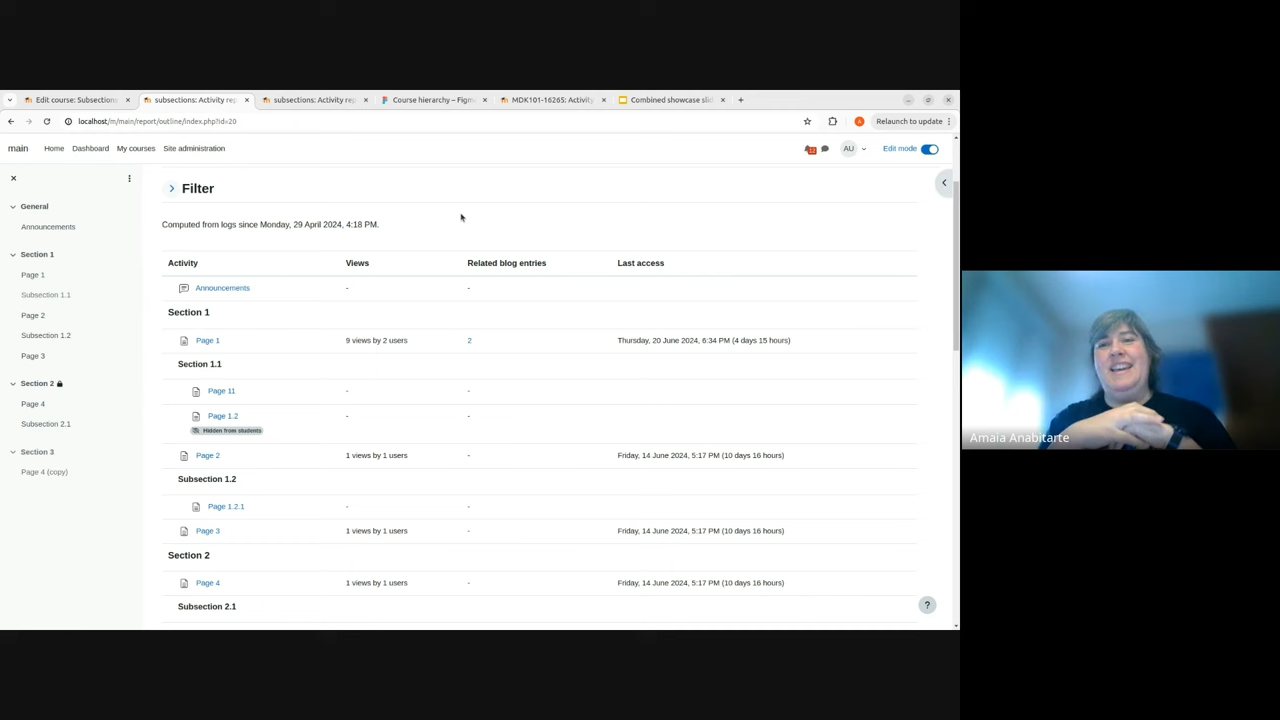 Edit course: Subsections
subsections: Activity rep
subsections: Activity rep
Course hierarchy – Figm
MDK101-16265: Activity
Combined showcase slid
localhost/m/main/report/outline/index.php?id=20
Relaunch to update
main
Home
Dashboard
My courses
Site administration
AU
Edit mode
General
Announcements
Section 1
Page 1
Subsection 1.1
Page 2
Subsection 1.2
Page 3
Section 2
Page 4
Subsection 2.1
Section 3
Page 4 (copy)
Filter
Computed from logs since Monday, 29 April 2024, 4:18 PM.
Activity Views Related blog entries Last access
Announcements - -
Section 1
Page 1 9 views by 2 users 2 Thursday, 20 June 2024, 6:34 PM (4 days 15 hours)
Section 1.1
Page 11 - -
Page 1.2 - -
Hidden from students
Page 2 1 views by 1 users - Friday, 14 June 2024, 5:17 PM (10 days 16 hours)
Subsection 1.2
Page 1.2.1 - -
Page 3 1 views by 1 users - Friday, 14 June 2024, 5:17 PM (10 days 16 hours)
Section 2
Page 4 1 views by 1 users - Friday, 14 June 2024, 5:17 PM (10 days 16 hours)
Subsection 2.1
?
Amaia Anabitarte